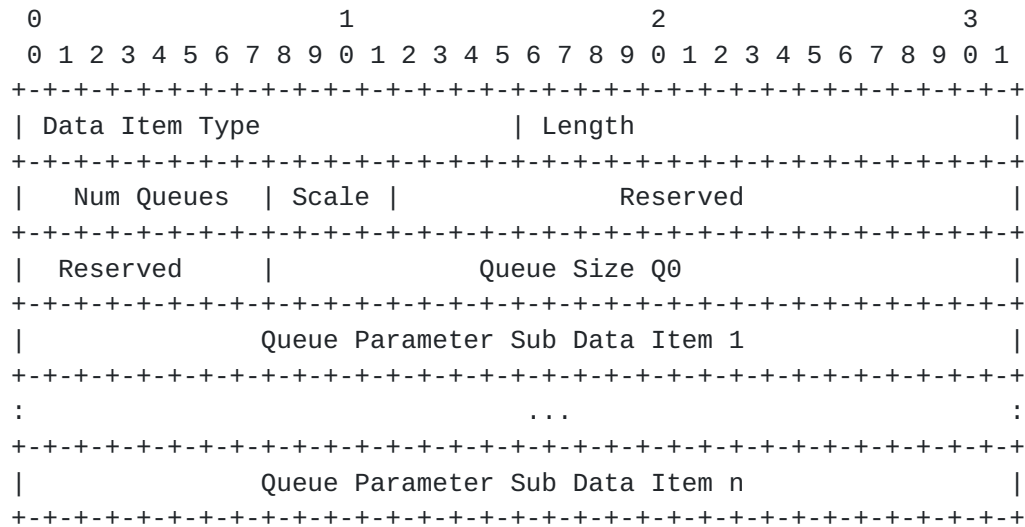 0                   1                   2                   3
 0 1 2 3 4 5 6 7 8 9 0 1 2 3 4 5 6 7 8 9 0 1 2 3 4 5 6 7 8 9 0 1
+-+-+-+-+-+-+-+-+-+-+-+-+-+-+-+-+-+-+-+-+-+-+-+-+-+-+-+-+-+-+-+-+
| Data Item Type                | Length                        |
+-+-+-+-+-+-+-+-+-+-+-+-+-+-+-+-+-+-+-+-+-+-+-+-+-+-+-+-+-+-+-+-+
|   Num Queues  | Scale |              Reserved                 |
+-+-+-+-+-+-+-+-+-+-+-+-+-+-+-+-+-+-+-+-+-+-+-+-+-+-+-+-+-+-+-+-+
|  Reserved     |             Queue Size Q0                     |
+-+-+-+-+-+-+-+-+-+-+-+-+-+-+-+-+-+-+-+-+-+-+-+-+-+-+-+-+-+-+-+-+
|               Queue Parameter Sub Data Item 1                 |
+-+-+-+-+-+-+-+-+-+-+-+-+-+-+-+-+-+-+-+-+-+-+-+-+-+-+-+-+-+-+-+-+
:                                ...                            :
+-+-+-+-+-+-+-+-+-+-+-+-+-+-+-+-+-+-+-+-+-+-+-+-+-+-+-+-+-+-+-+-+
|               Queue Parameter Sub Data Item n                 |
+-+-+-+-+-+-+-+-+-+-+-+-+-+-+-+-+-+-+-+-+-+-+-+-+-+-+-+-+-+-+-+-+